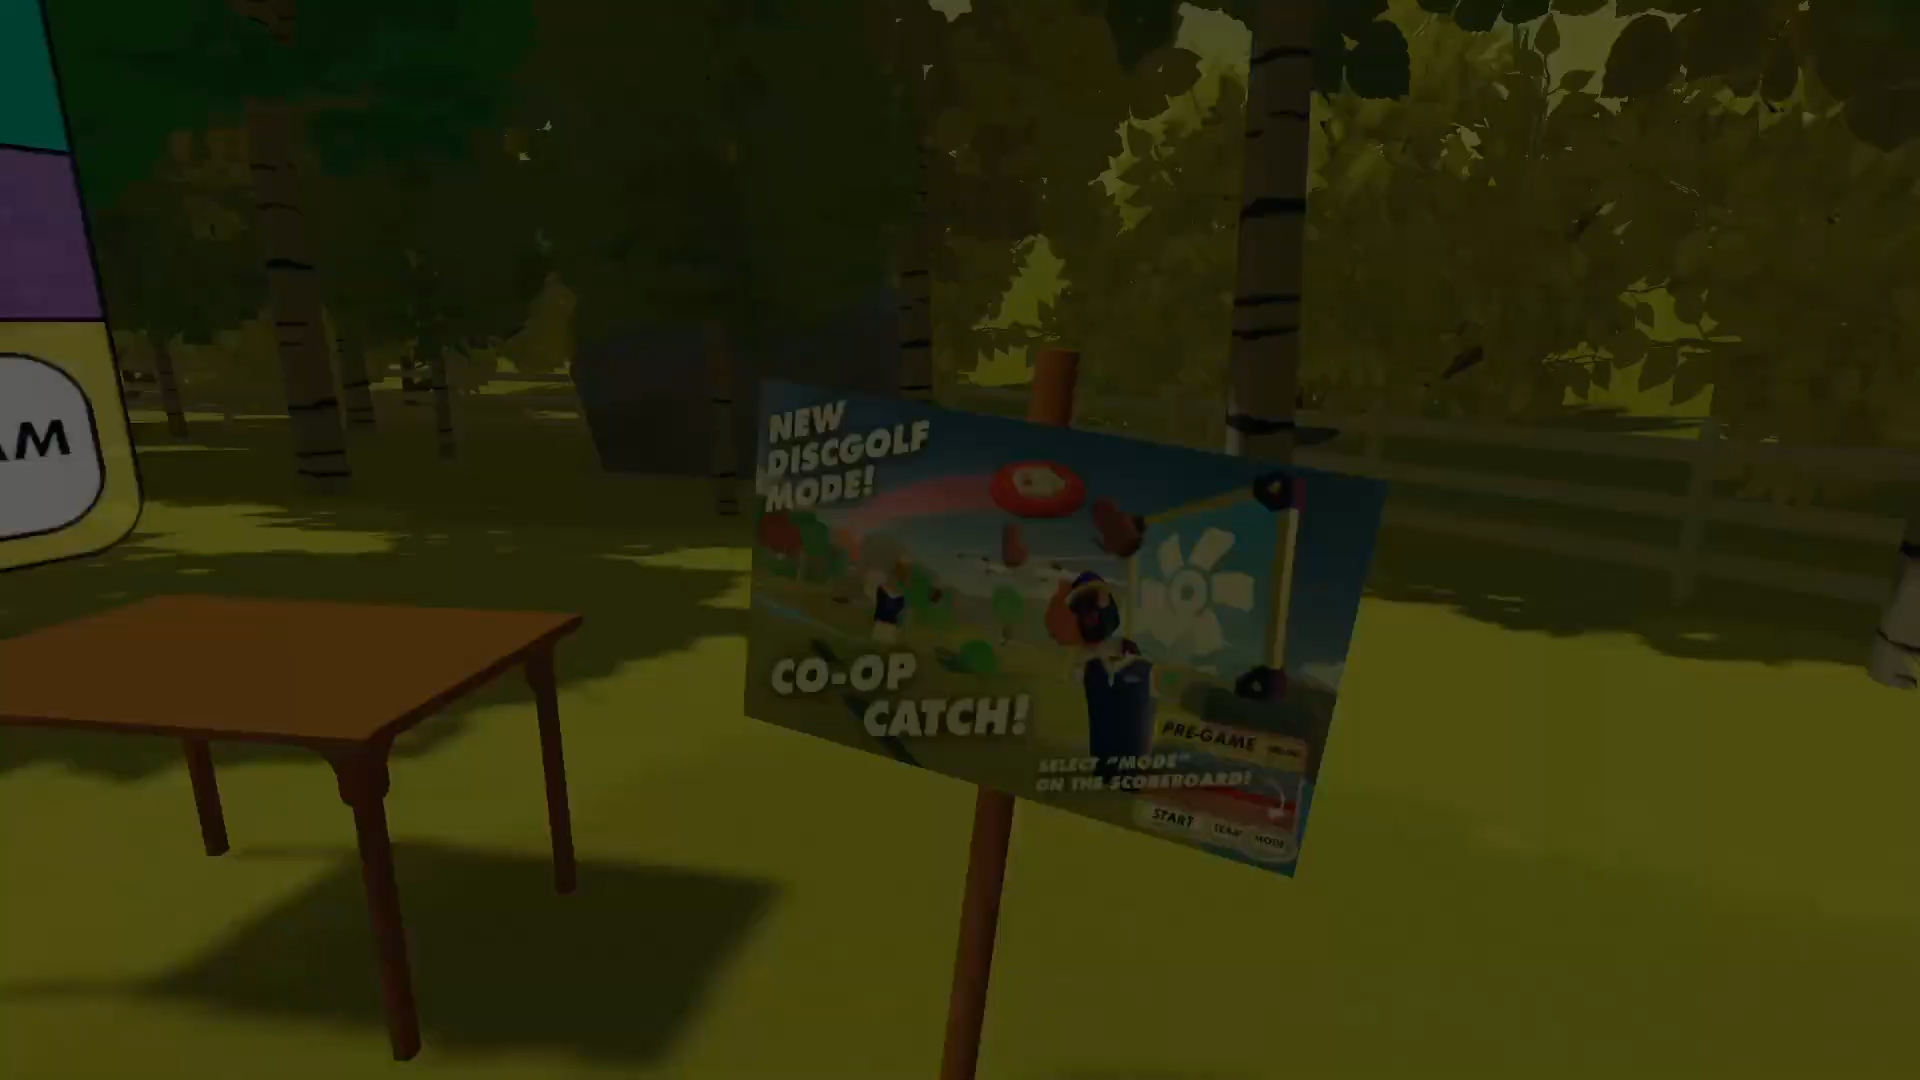 AM
NEW
DISCGOLF
MODE!
CO-OP
CATCH!
PRE-GAME
SELECT "MODE"
ON THE SCOREBOARD!
START TEAM MODE